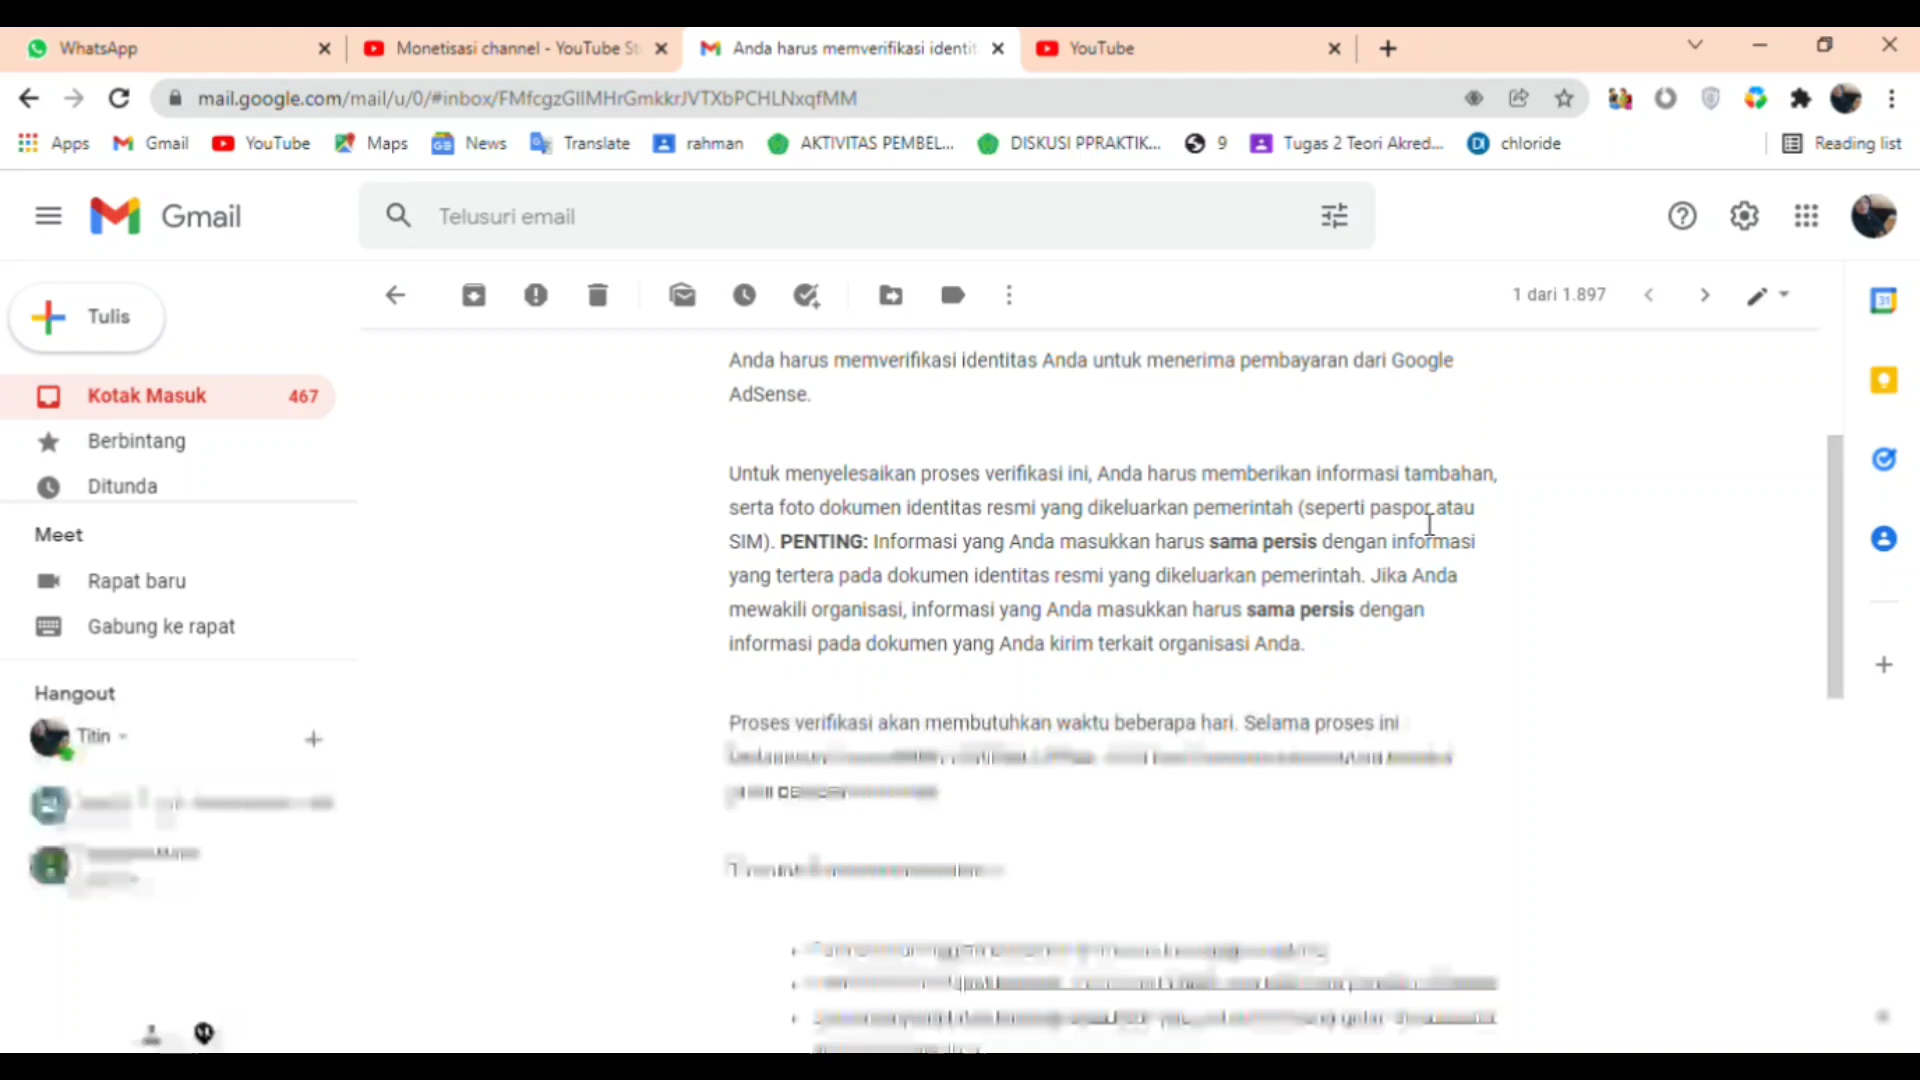 WhatsApp
Monetisasi channel - YouTube St
Anda harus memverifikasi identit
YouTube
mail.google.com/mail/u/0/#inbox/FMfcgzGllMHrGmkkrJVTXbPCHLNxqfMM
Apps
Gmail
YouTube
Maps
News
Translate
rahman
AKTIVITAS PEMBEL...
DISKUSI PPRAKTIK...
9
Tugas 2 Teori Akred...
chloride
Reading list
Gmail
Telusuri email
Tulis
1 dari 1.897
Kotak Masuk 467
Berbintang
Ditunda
Meet
Rapat baru
Gabung ke rapat
Hangout
Titin
Anda harus memverifikasi identitas Anda untuk menerima pembayaran dari Google
AdSense.
Untuk menyelesaikan proses verifikasi ini, Anda harus memberikan informasi tambahan,
serta foto dokumen identitas resmi yang dikeluarkan pemerintah (seperti paspor atau
SIM). PENTING: Informasi yang Anda masukkan harus sama persis dengan informasi
yang tertera pada dokumen identitas resmi yang dikeluarkan pemerintah. Jika Anda
mewakili organisasi, informasi yang Anda masukkan harus sama persis dengan
informasi pada dokumen yang Anda kirim terkait organisasi Anda.
Proses verifikasi akan membutuhkan waktu beberapa hari. Selama proses ini
31